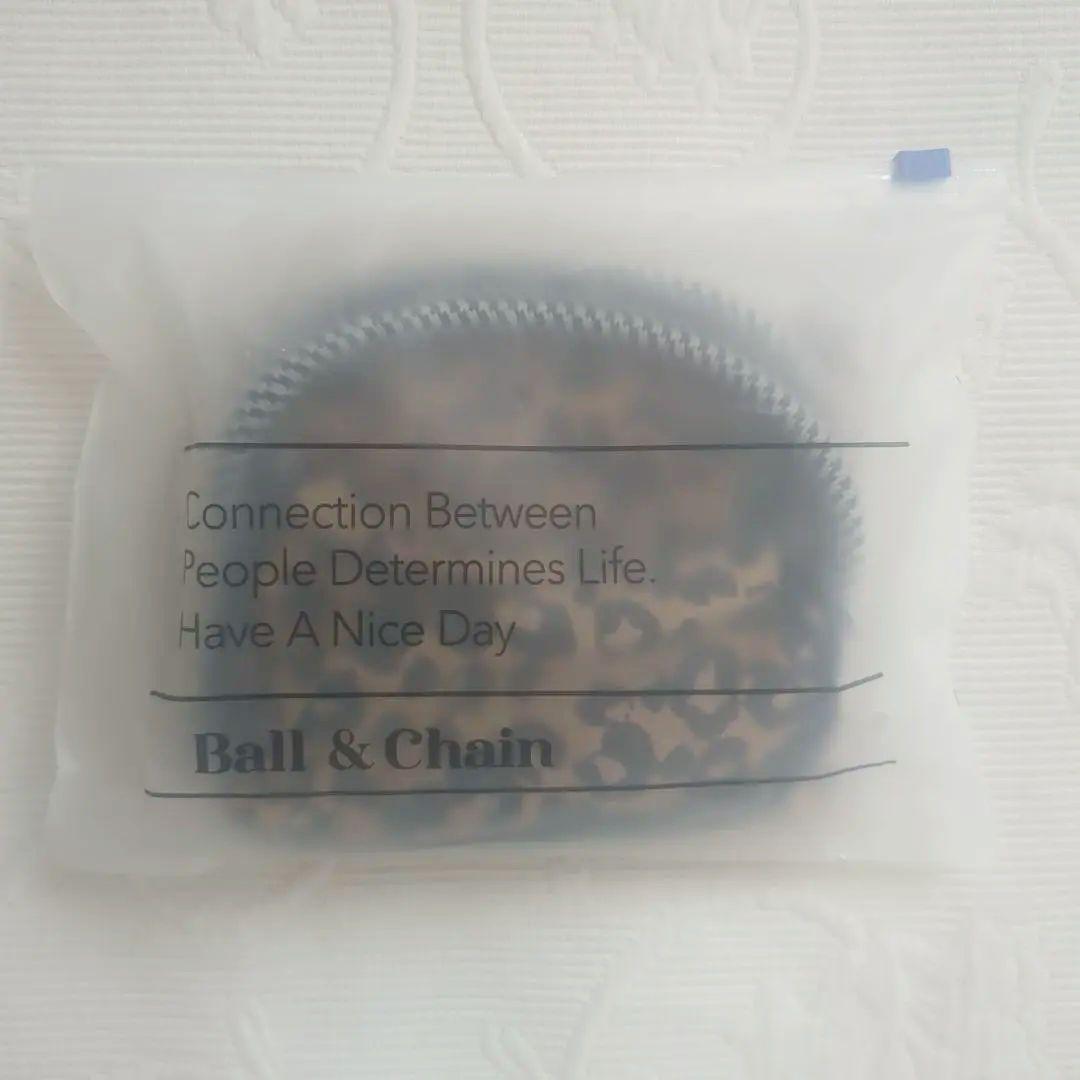 Connection Between
People Determines Life.
Have A Nice Day
Ball & Chain